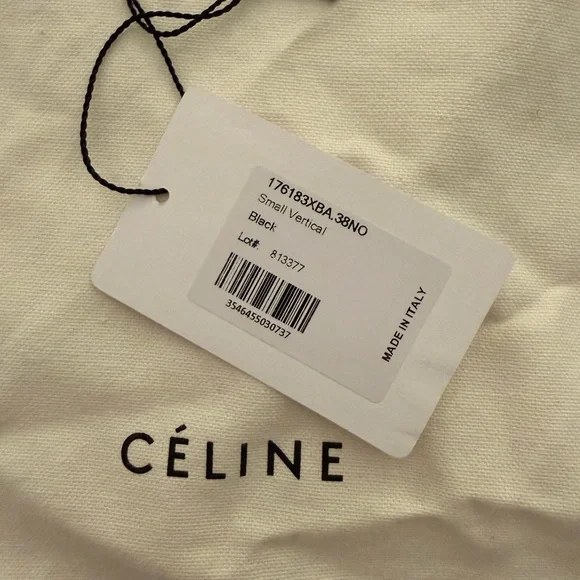 176183XBA.38NO
Small Vertical
Black
Lot#: 813377
3546455030737
MADE IN ITALY
CÉLINE